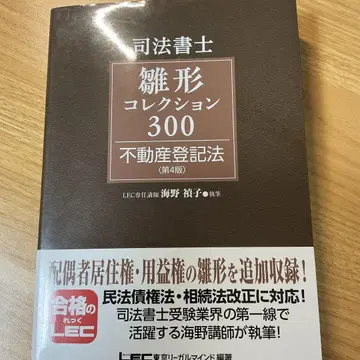 司法書士
雛形
コレクション
300
不動産登記法
〈第4版〉
LEC専任講師 海野 禎子●執筆
配偶者居住権・用益権の雛形を追加収録!
合格の
れっく
LEC
民法債権法・相続法改正に対応!
司法書士受験業界の第一線で
活躍する海野講師が執筆!
LEC東京リーガルマインド 編著